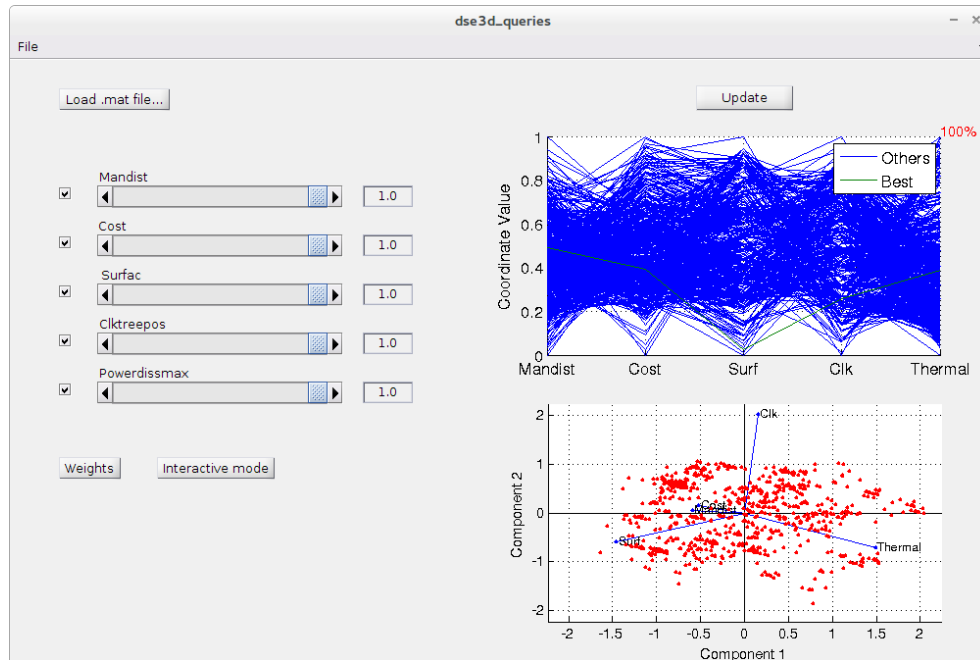 dse3d_queries
File
Load .mat file...
Update
100%
Mandist
1.0
Cost
1.0
Surfac
1.0
Clktreepos
1.0
Powerdissmax
1.0
Weights
Interactive mode
Coordinate Value
1
0.8
0.6
0.4
0.2
0
Others
Best
Mandist Cost Surf Clk Thermal
Component 2
2
1
0
-1
-2
Clk
Cost
Mandist
Surf
Thermal
-2 -1.5 -1 -0.5 0 0.5 1 1.5 2
Component 1